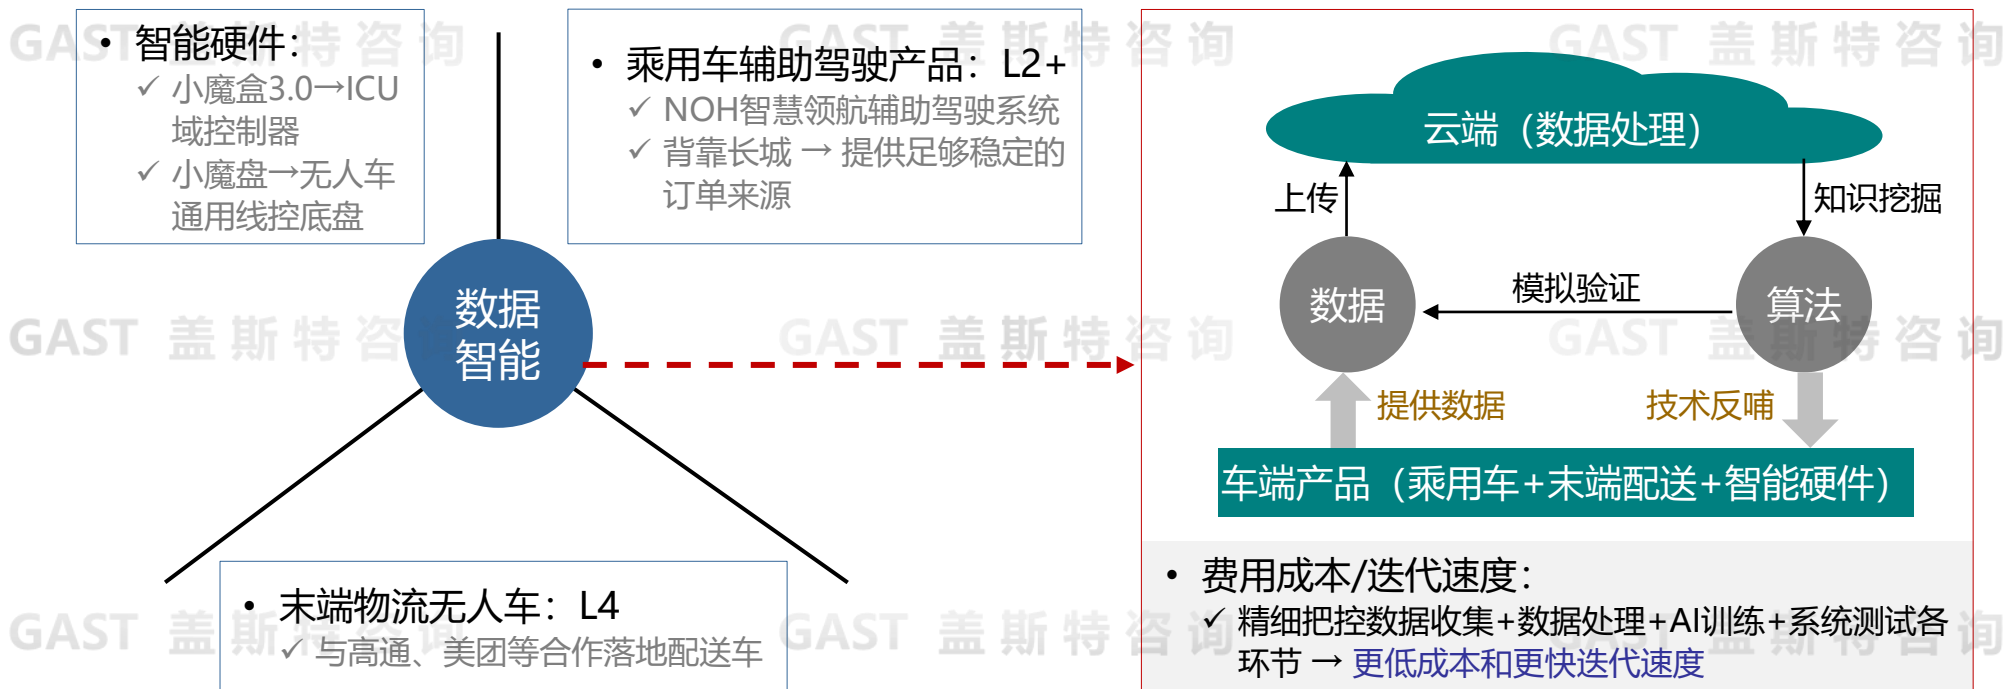 • 智能硬件：
✓ 小魔盒3.0→ICU
域控制器
✓ 小魔盘→无人车
通用线控底盘
• 乘用车辅助驾驶产品：L2+
✓ NOH智慧领航辅助驾驶系统
✓ 背靠长城 → 提供足够稳定的
订单来源
数据
智能
• 末端物流无人车：L4
✓ 与高通、美团等合作落地配送车
云端（数据处理）
上传
知识挖掘
数据
模拟验证
算法
提供数据
技术反哺
车端产品（乘用车+末端配送+智能硬件）
• 费用成本/迭代速度：
✓ 精细把控数据收集+数据处理+AI训练+系统测试各
环节 → 更低成本和更快迭代速度
GAST 盖斯特咨询
GAST 盖斯特咨询
GAST 盖斯特咨询
GAST 盖斯特咨询
GAST 盖斯特咨询
GAST 盖斯特咨询
GAST 盖斯特咨询
GAST 盖斯特咨询
GAST 盖斯特咨询